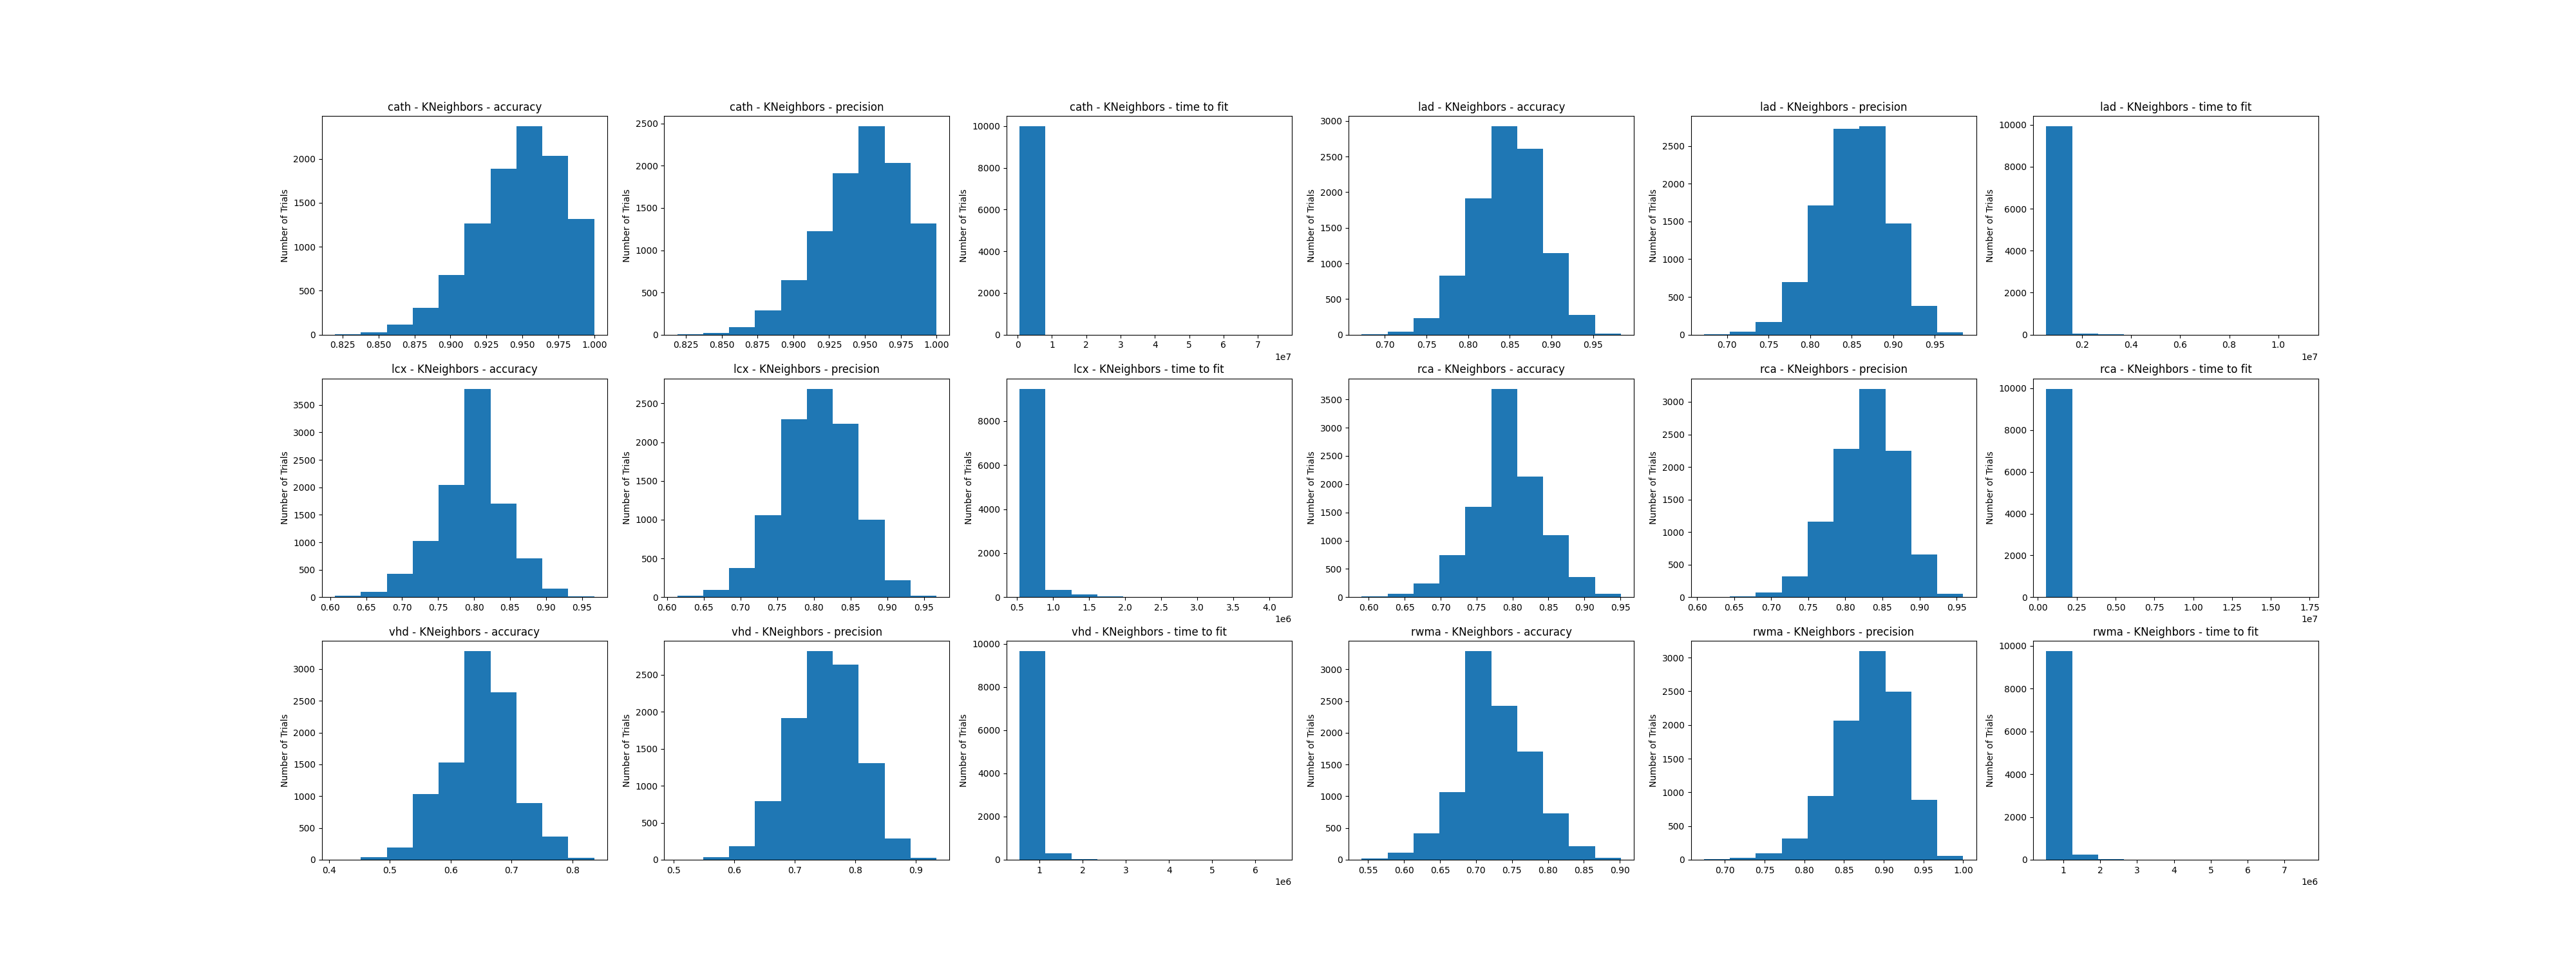 cath - KNeighbors - accuracy
Number of Trials
0
500
1000
1500
2000
0.825 0.850 0.875 0.900 0.925 0.950 0.975 1.000
cath - KNeighbors - precision
Number of Trials
0
500
1000
1500
2000
2500
0.825 0.850 0.875 0.900 0.925 0.950 0.975 1.000
cath - KNeighbors - time to fit
Number of Trials
0
2000
4000
6000
8000
10000
0 1 2 3 4 5 6 7
1e7
lad - KNeighbors - accuracy
Number of Trials
0
500
1000
1500
2000
2500
3000
0.70 0.75 0.80 0.85 0.90 0.95
lad - KNeighbors - precision
Number of Trials
0
500
1000
1500
2000
2500
0.70 0.75 0.80 0.85 0.90 0.95
lad - KNeighbors - time to fit
Number of Trials
0
2000
4000
6000
8000
10000
0.2 0.4 0.6 0.8 1.0
1e7
lcx - KNeighbors - accuracy
Number of Trials
0
500
1000
1500
2000
2500
3000
3500
0.60 0.65 0.70 0.75 0.80 0.85 0.90 0.95
lcx - KNeighbors - precision
Number of Trials
0
500
1000
1500
2000
2500
0.60 0.65 0.70 0.75 0.80 0.85 0.90 0.95
lcx - KNeighbors - time to fit
Number of Trials
0
2000
4000
6000
8000
0.5 1.0 1.5 2.0 2.5 3.0 3.5 4.0
1e6
rca - KNeighbors - accuracy
Number of Trials
0
500
1000
1500
2000
2500
3000
3500
0.60 0.65 0.70 0.75 0.80 0.85 0.90 0.95
rca - KNeighbors - precision
Number of Trials
0
500
1000
1500
2000
2500
3000
0.60 0.65 0.70 0.75 0.80 0.85 0.90 0.95
rca - KNeighbors - time to fit
Number of Trials
0
2000
4000
6000
8000
10000
0.00 0.25 0.50 0.75 1.00 1.25 1.50 1.75
1e7
vhd - KNeighbors - accuracy
Number of Trials
0
500
1000
1500
2000
2500
3000
0.4 0.5 0.6 0.7 0.8
vhd - KNeighbors - precision
Number of Trials
0
500
1000
1500
2000
2500
0.5 0.6 0.7 0.8 0.9
vhd - KNeighbors - time to fit
Number of Trials
0
2000
4000
6000
8000
10000
1 2 3 4 5 6
1e6
rwma - KNeighbors - accuracy
Number of Trials
0
500
1000
1500
2000
2500
3000
0.55 0.60 0.65 0.70 0.75 0.80 0.85 0.90
rwma - KNeighbors - precision
Number of Trials
0
500
1000
1500
2000
2500
3000
0.70 0.75 0.80 0.85 0.90 0.95 1.00
rwma - KNeighbors - time to fit
Number of Trials
0
2000
4000
6000
8000
10000
1 2 3 4 5 6 7
1e6